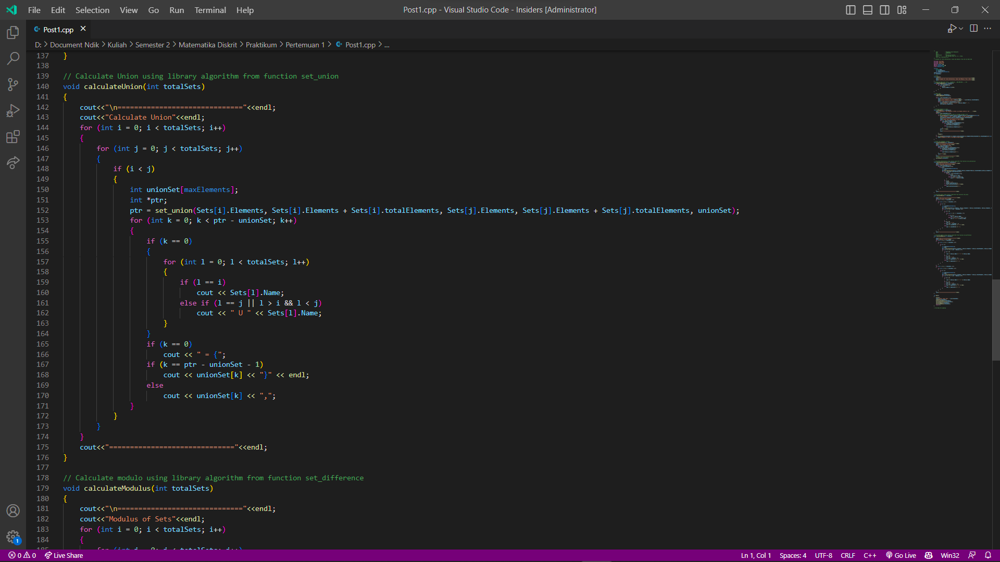 File Edit Selection View Go Run Terminal Help
Post1.cpp - Visual Studio Code - Insiders [Administrator]
Post1.cpp
D: > Document Ndik > Kuliah > Semester 2 > Matematika Diskrit > Praktikum > Pertemuan 1 > Post1.cpp > ...
137 }
138
139 // Calculate Union using library algorithm from function set_union
140 void calculateUnion(int totalSets)
141 {
142     cout<<"\n=============================="<<endl;
143     cout<<"Calculate Union"<<endl;
144     for (int i = 0; i < totalSets; i++)
145     {
146         for (int j = 0; j < totalSets; j++)
147         {
148             if (i < j)
149             {
150                 int unionSet[maxElements];
151                 int *ptr;
152                 ptr = set_union(Sets[i].Elements, Sets[i].Elements + Sets[i].totalElements, Sets[j].Elements, Sets[j].Elements + Sets[j].totalElements, unionSet);
153                 for (int k = 0; k < ptr - unionSet; k++)
154                 {
155                     if (k == 0)
156                     {
157                         for (int l = 0; l < totalSets; l++)
158                         {
159                             if (l == i)
160                                 cout << Sets[l].Name;
161                             else if (l == j || l > i && l < j)
162                                 cout << " U " << Sets[l].Name;
163                         }
164                     }
165                     if (k == 0)
166                         cout << " = {";
167                     if (k == ptr - unionSet - 1)
168                         cout << unionSet[k] << "}" << endl;
169                     else
170                         cout << unionSet[k] << ",";
171                 }
172             }
173         }
174     }
175     cout<<"=============================="<<endl;
176 }
177
178 // Calculate modulo using library algorithm from function set_difference
179 void calculateModulus(int totalSets)
180 {
181     cout<<"\n=============================="<<endl;
182     cout<<"Modulus of Sets"<<endl;
183     for (int i = 0; i < totalSets; i++)
184     {
1
0 0 Live Share Ln 1, Col 1 Spaces: 4 UTF-8 CRLF C++ Go Live Win32